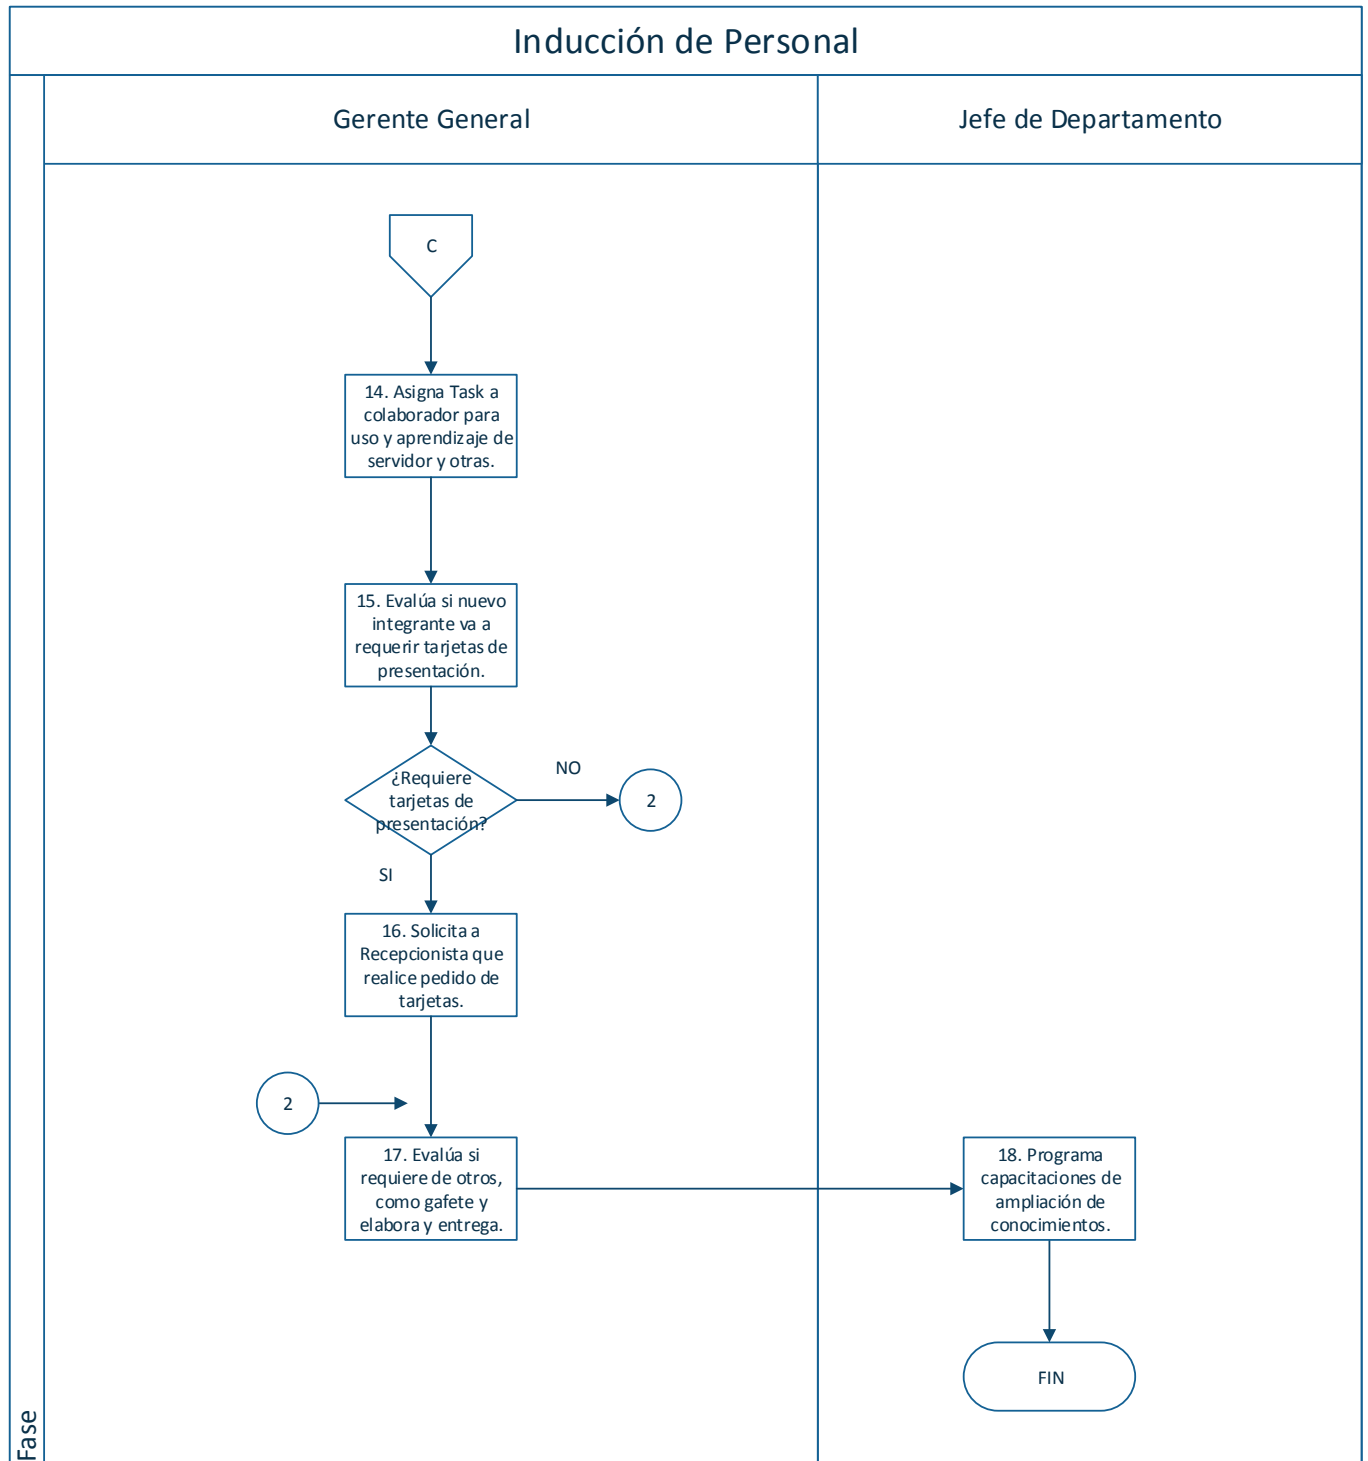 Inducción de Personal
Gerente General
Jefe de Departamento
C
14. Asigna Task a
colaborador para
uso y aprendizaje de
servidor y otras.
15. Evalúa si nuevo
integrante va a
requerir tarjetas de
presentación.
¿Requiere
tarjetas de
presentación?
NO
2
SI
16. Solicita a
Recepcionista que
realice pedido de
tarjetas.
2
17. Evalúa si
requiere de otros,
como gafete y
elabora y entrega.
18. Programa
capacitaciones de
ampliación de
conocimientos.
FIN
Fase